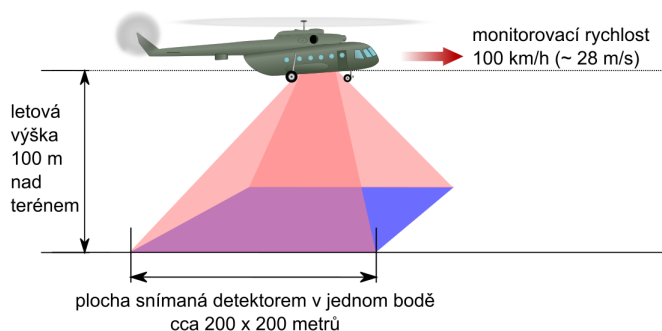 monitorovací rychlost
100 km/h (~ 28 m/s)
letová
výška
100 m
nad
terénem
plocha snímaná detektorem v jednom bodě
cca 200 x 200 metrů